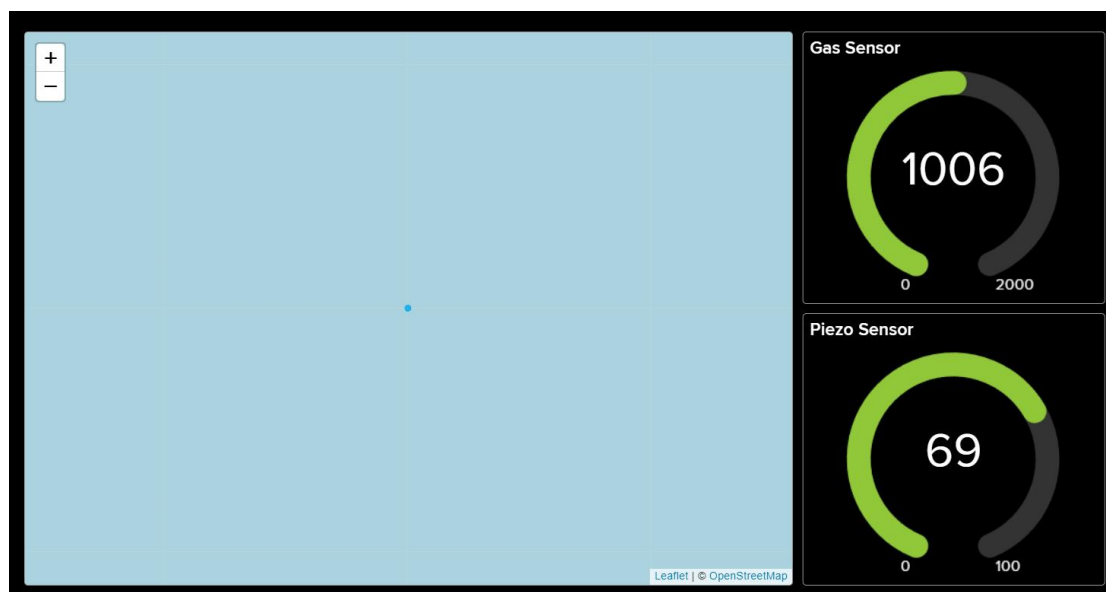 +
−
Leaflet | © OpenStreetMap
Gas Sensor
1006
0 2000
Piezo Sensor
69
0 100